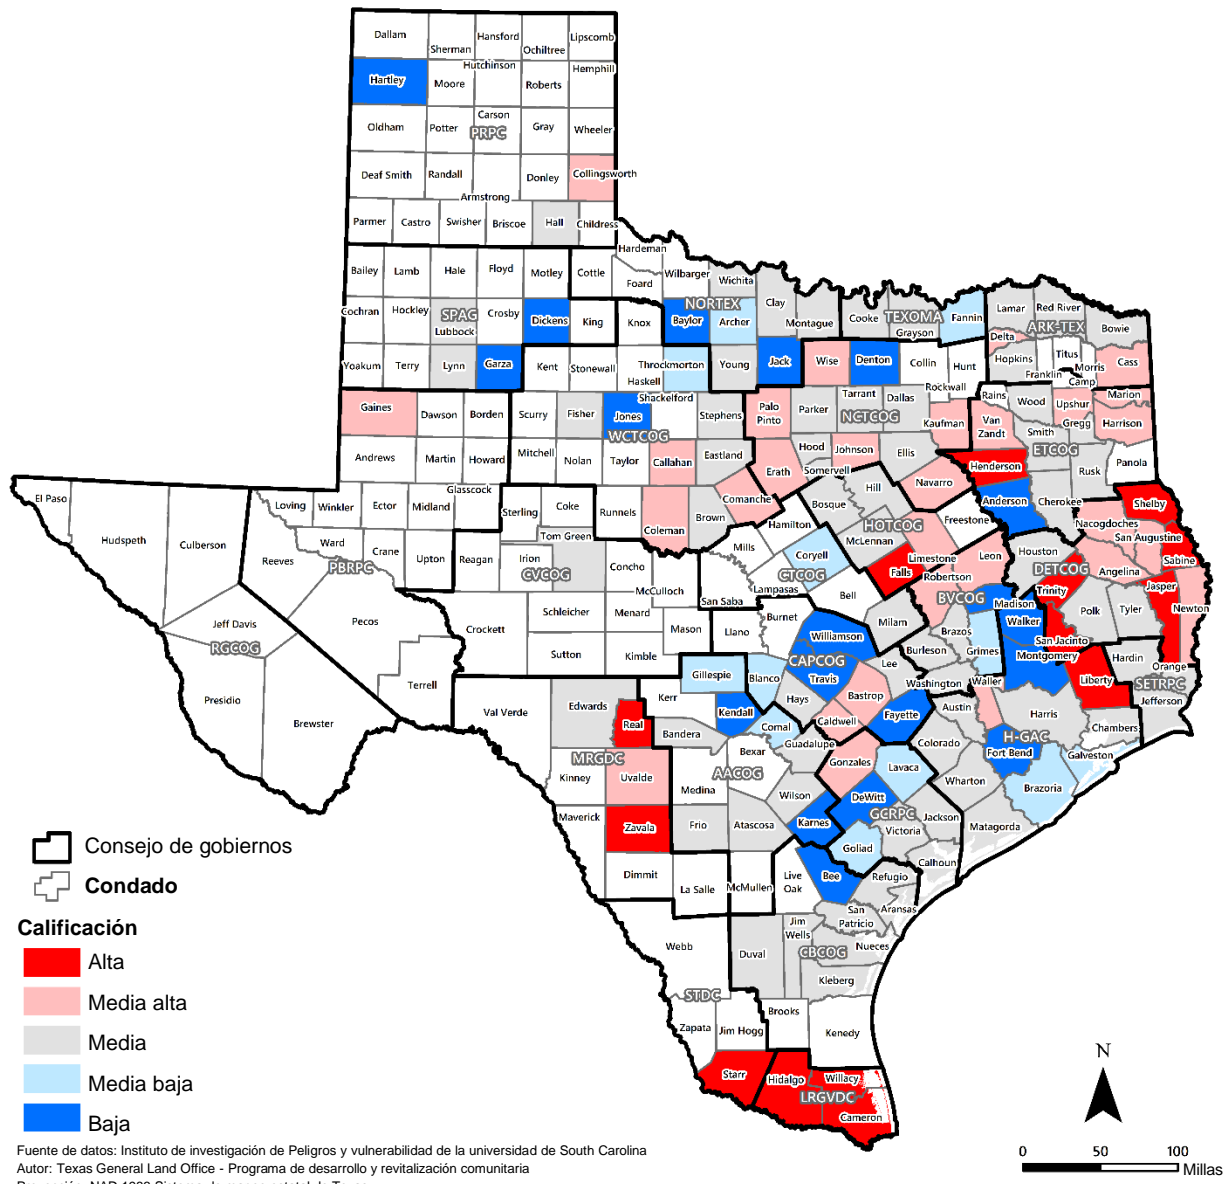 Dallam
Sherman
Hansford
Ochiltree
Lipscomb
Hartley
Moore
Hutchinson
Roberts
Hemphill
Oldham
Potter
Carson
PRPC
Gray
Wheeler
Deaf Smith
Randall
Armstrong
Donley
Collingsworth
Parmer
Castro
Swisher
Briscoe
Hall
Childress
Bailey
Lamb
Hale
Floyd
Motley
Cottle
Hardeman
Foard
Wilbarger
Wichita
Cochran
Hockley
SPAG
Lubbock
Crosby
Dickens
King
Knox
NORTEX
Baylor
Archer
Clay
Montague
Cooke
TEXOMA
Grayson
Fannin
Lamar
Red River
ARK-TEX
Bowie
Delta
Yoakum
Terry
Lynn
Garza
Kent
Stonewall
Haskell
Throckmorton
Young
Jack
Wise
Denton
Collin
Hunt
Rockwall
Hopkins
Franklin
Titus
Morris
Camp
Cass
Gaines
Dawson
Borden
Scurry
Fisher
Jones
Shackelford
WCTCOG
Stephens
Palo
Pinto
Parker
Tarrant
Dallas
NCTCOG
Kaufman
Rains
Van
Zandt
Wood
Upshur
Marion
Smith
Gregg
Harrison
ETCOG
Andrews
Martin
Howard
Mitchell
Nolan
Taylor
Callahan
Eastland
Erath
Hood
Somervell
Johnson
Ellis
Henderson
Rusk
Panola
Navarro
Anderson
Cherokee
Shelby
El Paso
Hudspeth
Culberson
Loving
Winkler
Ector
Midland
Glasscock
Sterling
Coke
Runnels
Coleman
Brown
Comanche
Hamilton
Bosque
Hill
HOTCOG
McLennan
Freestone
Limestone
Nacogdoches
San Augustine
Sabine
Reeves
Ward
Crane
Upton
Reagan
Irion
Tom Green
CVCOG
Concho
PBRPC
Mills
Coryell
CTCOG
Lampasas
Bell
Falls
Leon
Robertson
Houston
DETCOG
Angelina
Trinity
Jasper
Newton
Polk
Tyler
Jeff Davis
RGCOG
Pecos
Crockett
Schleicher
Menard
McCulloch
San Saba
Mason
Llano
Burnet
Williamson
Milam
BVCOG
Madison
Walker
Brazos
Burleson
Grimes
San Jacinto
Montgomery
Hardin
Orange
Presidio
Brewster
Terrell
Sutton
Kimble
Gillespie
Blanco
CAPCOG
Travis
Lee
Washington
Waller
Liberty
SETRPC
Jefferson
Val Verde
Edwards
Real
Kerr
Kendall
Bandera
Comal
Hays
Bastrop
Caldwell
Fayette
Austin
Harris
Chambers
H-GAC
Galveston
Kinney
MRGDC
Uvalde
AACOG
Bexar
Medina
Guadalupe
Gonzales
Lavaca
Colorado
Fort Bend
Wharton
Brazoria
Maverick
Zavala
Frio
Atascosa
Wilson
Karnes
DeWitt
GCRPC
Victoria
Jackson
Matagorda
Goliad
Calhoun
Dimmit
La Salle
McMullen
Live
Oak
Bee
Refugio
Aransas
San
Patricio
Webb
Duval
Jim
Wells
CBCOG
Nueces
Kleberg
STDC
Zapata
Jim Hogg
Brooks
Kenedy
Starr
Hidalgo
Willacy
LRGVDC
Cameron
Consejo de gobiernos
Condado
Calificación
Alta
Media alta
Media
Media baja
Baja
Fuente de datos: Instituto de investigación de Peligros y vulnerabilidad de la universidad de South Carolina
Autor: Texas General Land Office - Programa de desarrollo y revitalización comunitaria
N
0 50 100
Millas